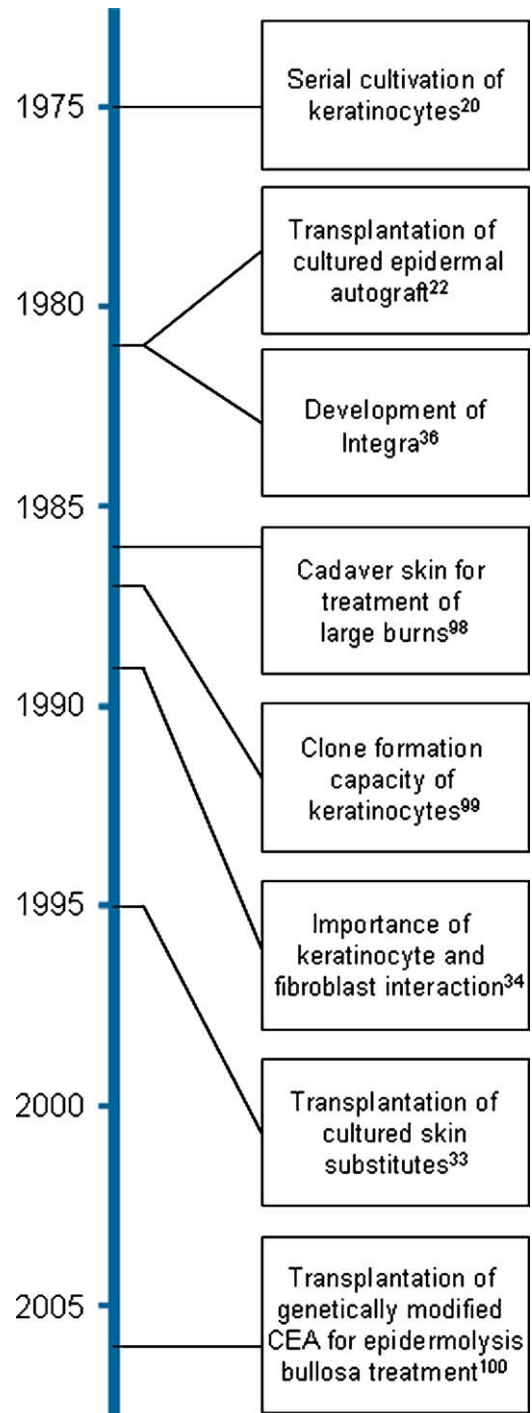 1975
Serial cultivation of
keratinocytes20
Transplantation of
cultured epidermal
autograft22
1980
Development of
Integra36
1985
Cadaver skin for
treatment of
large burns98
1990
Clone formation
capacity of
keratinocytes99
1995
Importance of
keratinocyte and
fibroblast interaction34
2000
Transplantation of
cultured skin
substitutes33
2005
Transplantation of
genetically modified
CEA for epidermolysis
bullosa treatment100